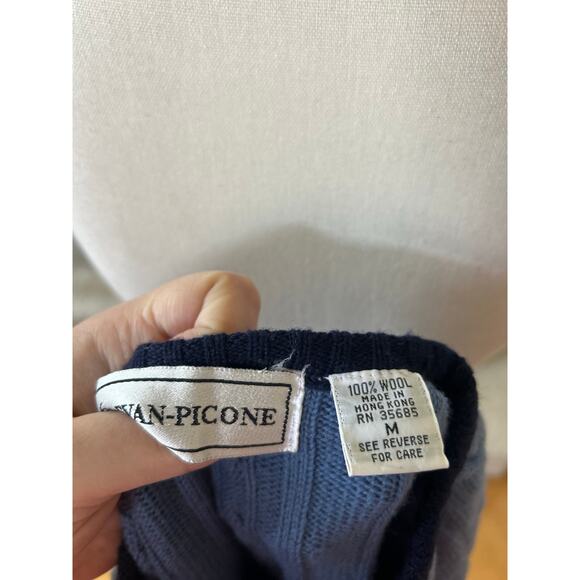 VAN-PICONE
100% WOOL
MADE IN
HONG KONG
RN 35685
M
SEE REVERSE
FOR CARE